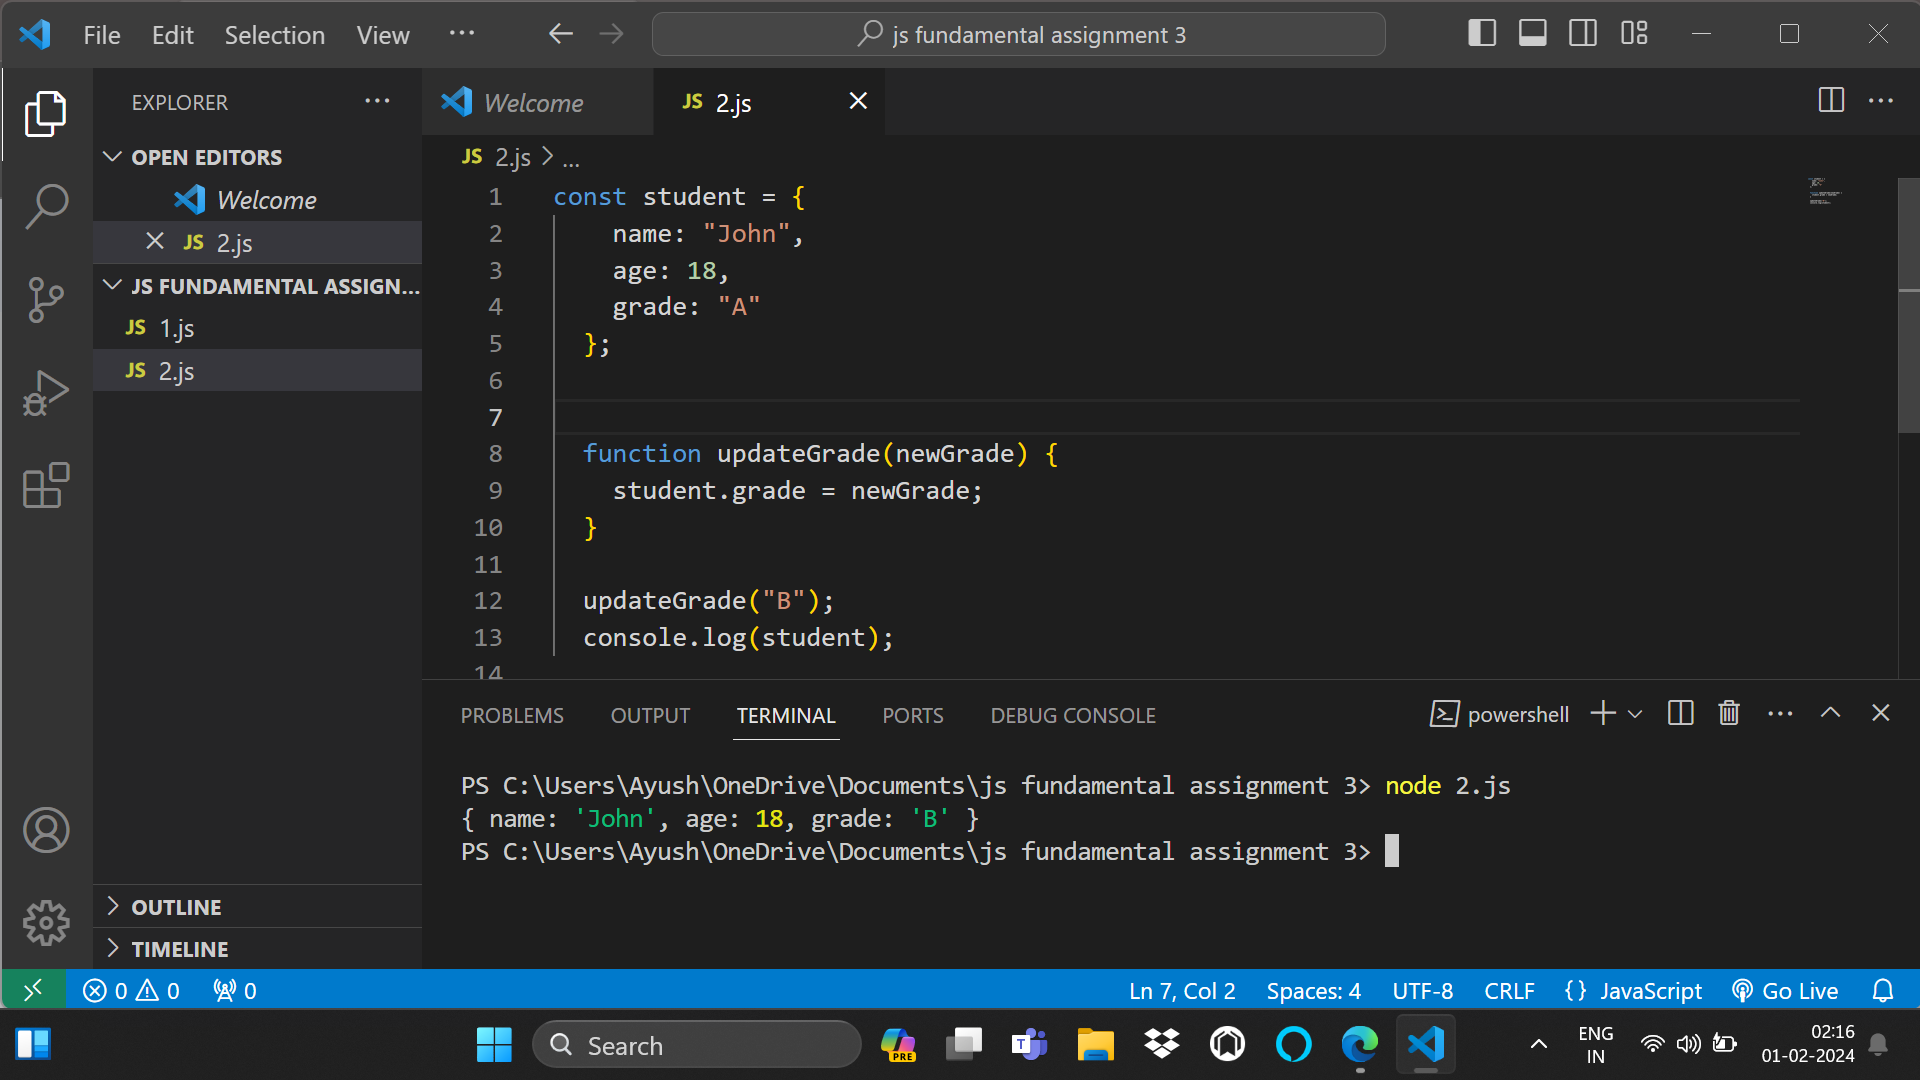 File Edit Selection View ... js fundamental assignment 3
EXPLORER ...
OPEN EDITORS
Welcome
JS 2.js
JS FUNDAMENTAL ASSIGN...
JS 1.js
JS 2.js
OUTLINE
TIMELINE
Welcome JS 2.js
JS 2.js > ...
1 const student = {
2 name: "John",
3 age: 18,
4 grade: "A"
5 };
6
7
8 function updateGrade(newGrade) {
9 student.grade = newGrade;
10 }
11
12 updateGrade("B");
13 console.log(student);
14
PROBLEMS OUTPUT TERMINAL PORTS DEBUG CONSOLE powershell
PS C:\Users\Ayush\OneDrive\Documents\js fundamental assignment 3> node 2.js
{ name: 'John', age: 18, grade: 'B' }
PS C:\Users\Ayush\OneDrive\Documents\js fundamental assignment 3>
0 0 0 Ln 7, Col 2 Spaces: 4 UTF-8 CRLF {} JavaScript Go Live
Search PRE T ENG 02:16
IN 01-02-2024